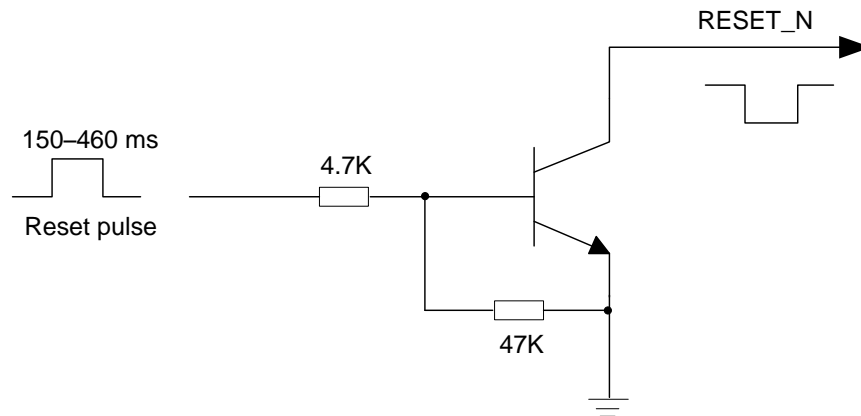 RESET_N
150–460 ms
4.7K
Reset pulse
47K